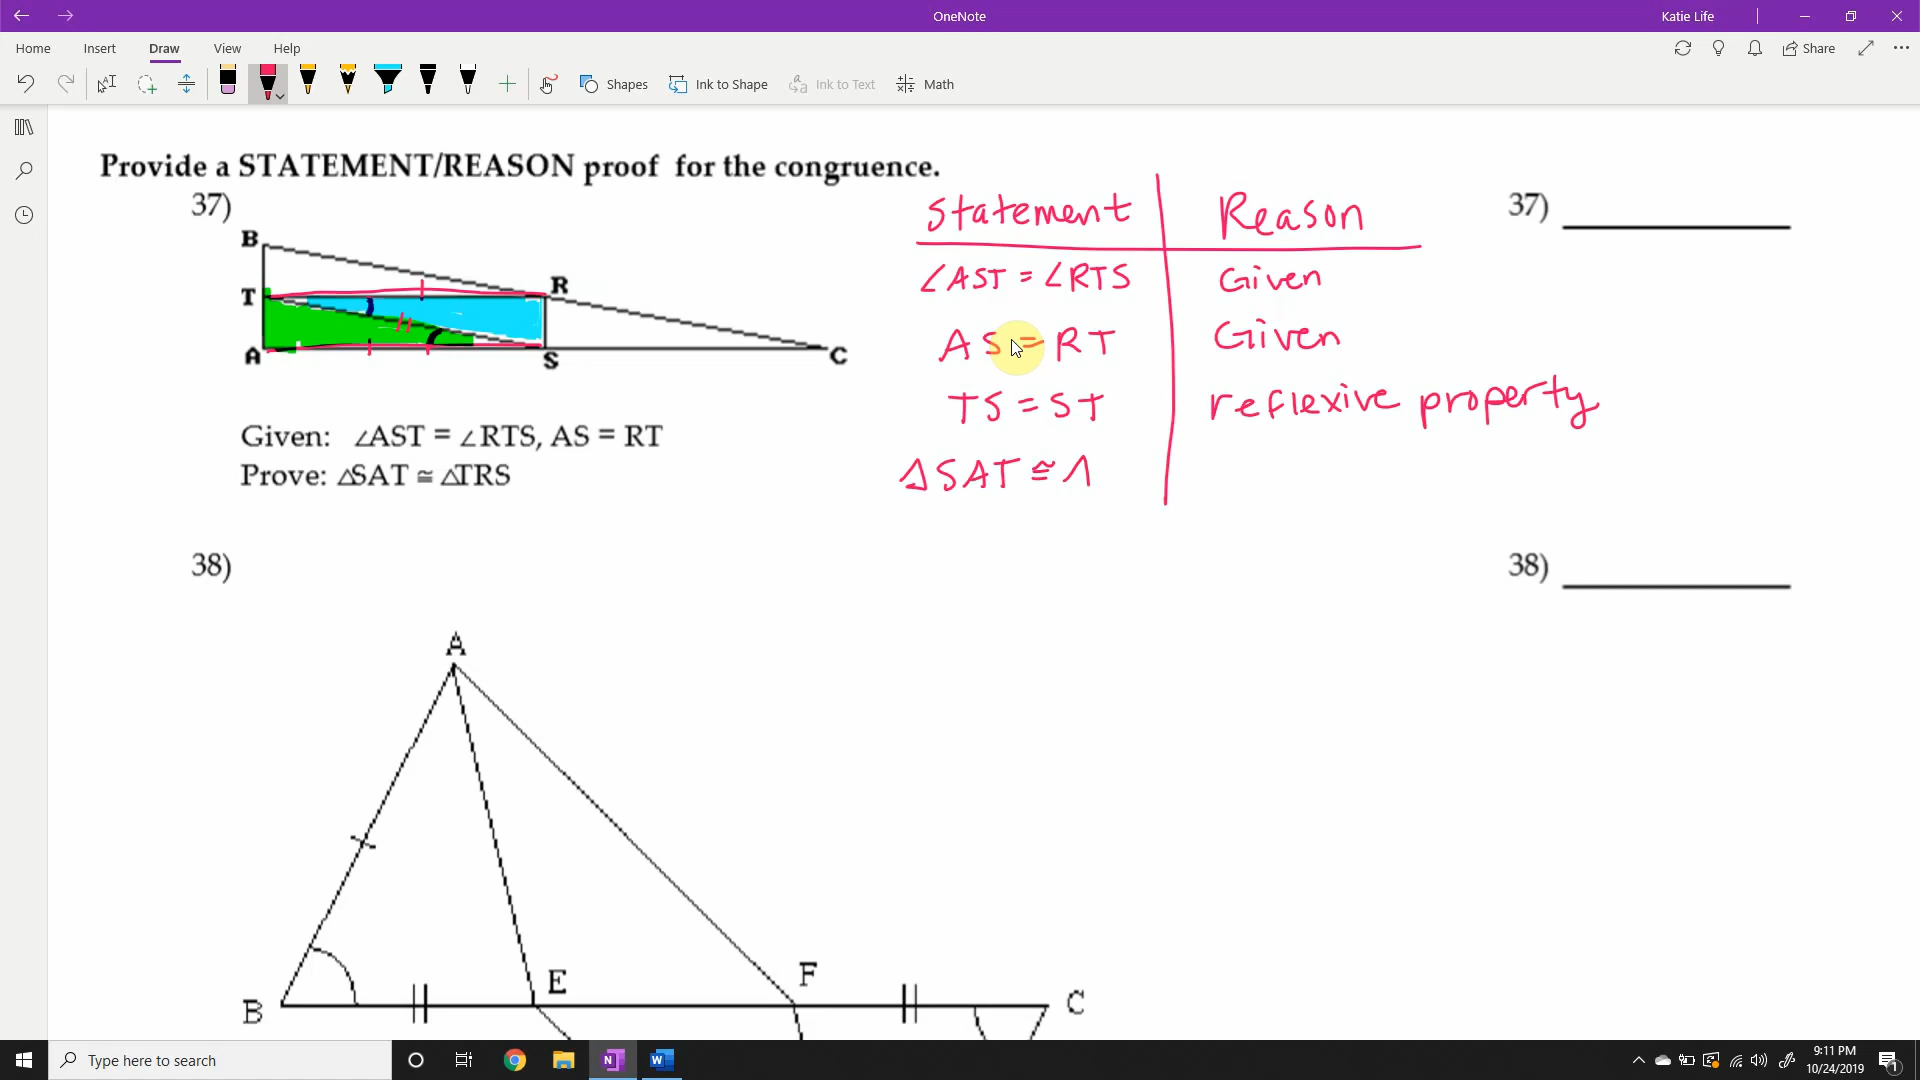 OneNote
Katie Life
Home Insert Draw View Help
Share
Shapes
Ink to Shape
Ink to Text
Math
Provide a STATEMENT/REASON proof for the congruence.
37)
B
T
R
A
S
C
Given: ∠AST = ∠RTS, AS = RT
Prove: △SAT ≅ △TRS
Statement Reason
∠AST = ∠RTS Given
AS = RT Given
TS = ST reflexive property
△SAT ≅ Λ
37) __________
38)
38) __________
A
B
E
F
C
Type here to search
9:11 PM
10/24/2019
1